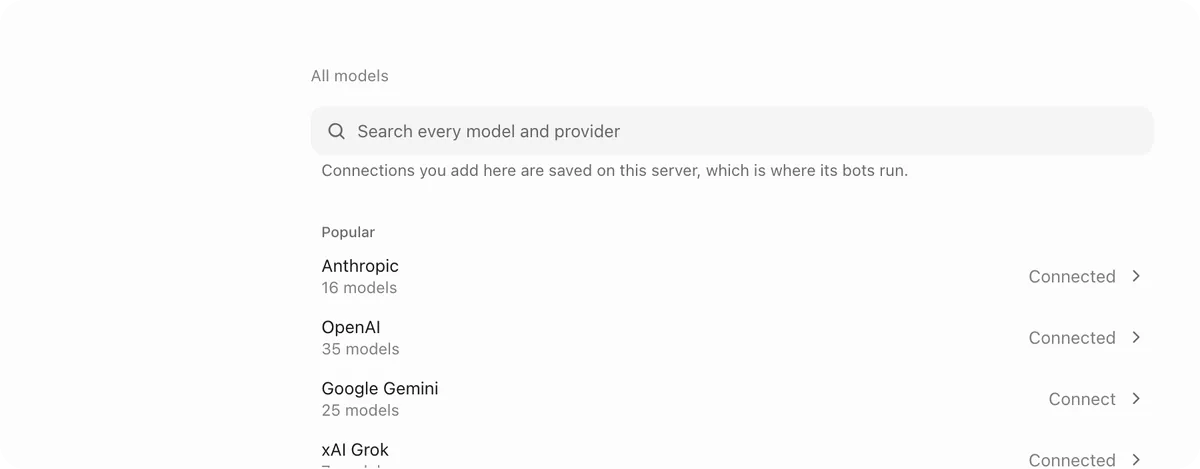 All models
Search every model and provider
Connections you add here are saved on this server, which is where its bots run.
Popular
Anthropic
16 models
Connected
OpenAI
35 models
Connected
Google Gemini
25 models
Connect
xAI Grok
Connected